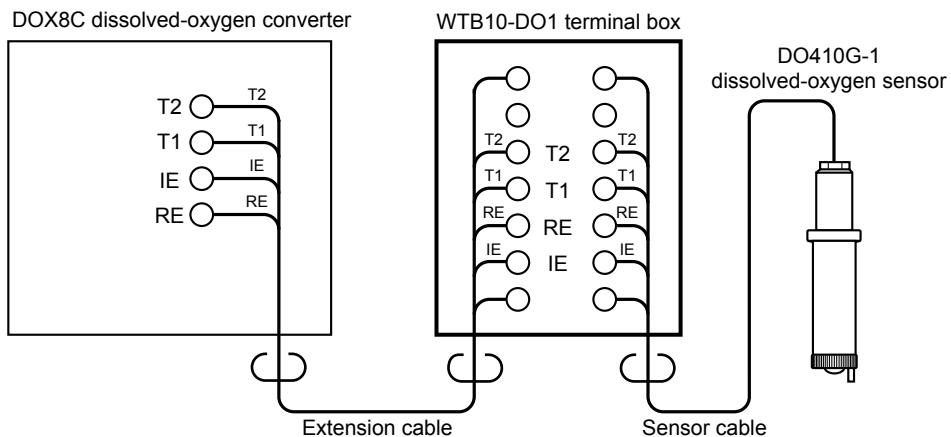 DOX8C dissolved-oxygen converter
WTB10-DO1 terminal box
DO410G-1
dissolved-oxygen sensor
T2 T2
T1 T1
IE IE
RE RE
T2 T2 T2
T1 T1 T1
RE RE RE
IE IE IE
Extension cable
Sensor cable